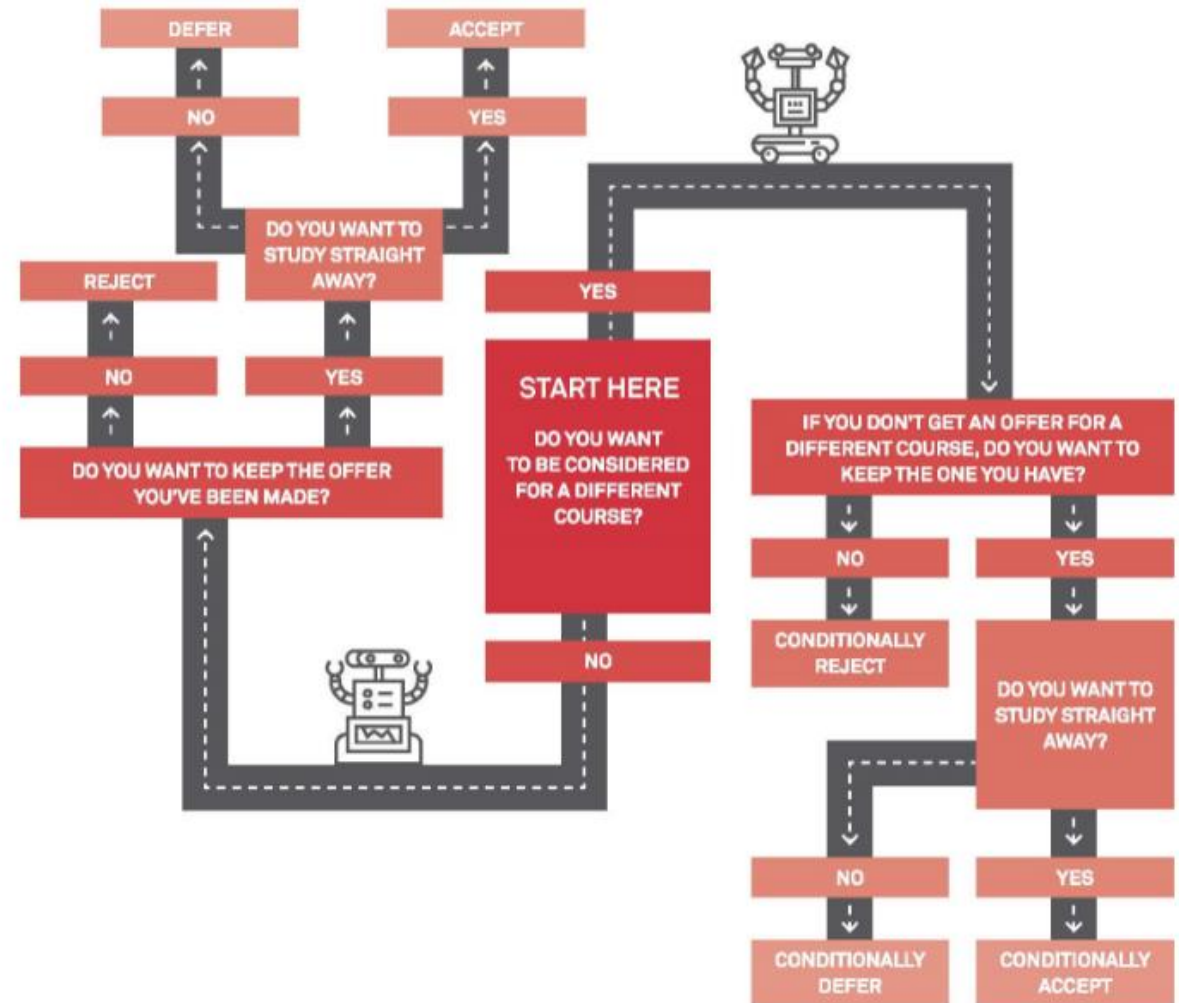 DEFER
ACCEPT
NO
YES
DO YOU WANT TO
STUDY STRAIGHT
AWAY?
REJECT
NO
YES
DO YOU WANT TO KEEP THE OFFER
YOU'VE BEEN MADE?
YES
START HERE
DO YOU WANT
TO BE CONSIDERED
FOR A DIFFERENT
COURSE?
NO
IF YOU DON'T GET AN OFFER FOR A
DIFFERENT COURSE, DO YOU WANT TO
KEEP THE ONE YOU HAVE?
NO
YES
CONDITIONALLY
REJECT
DO YOU WANT TO
STUDY STRAIGHT
AWAY?
NO
YES
CONDITIONALLY
DEFER
CONDITIONALLY
ACCEPT